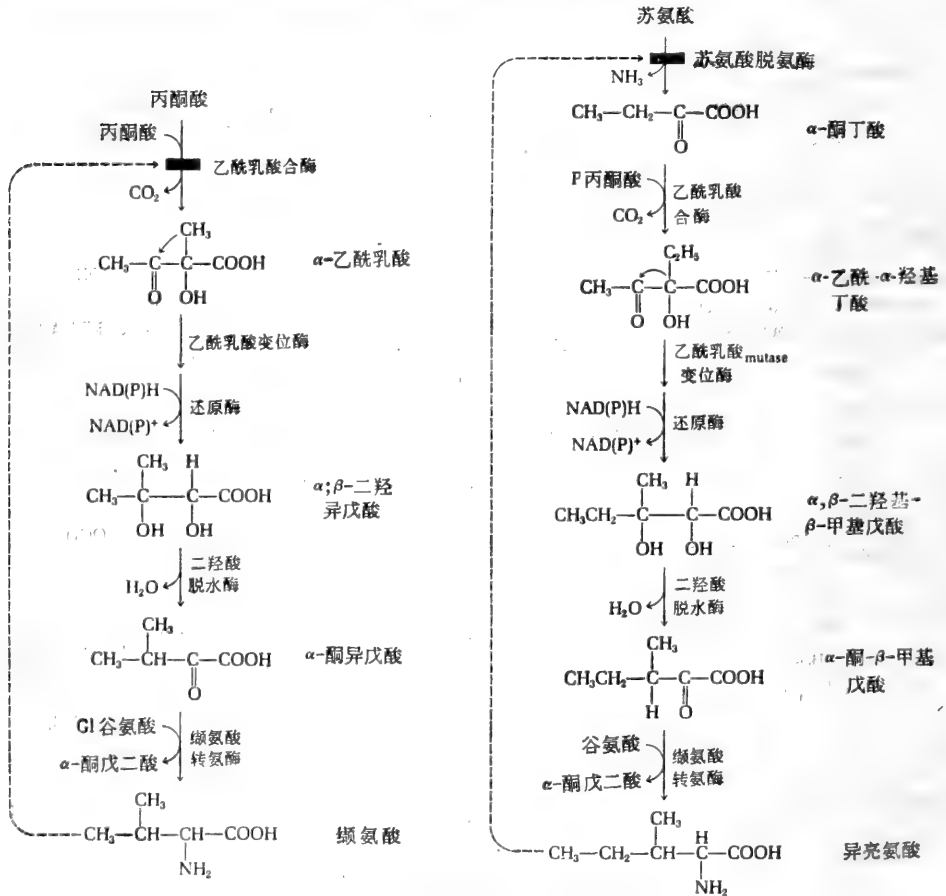 丙酮酸
丙酮酸
乙酰乳酸合酶
CO₂
CH₃
CH₃—C—C—COOH
O OH
α-乙酰乳酸
乙酰乳酸变位酶
NAD(P)H
还原酶
NAD(P)⁺
CH₃ H
CH₃—C—C—COOH
OH OH
α;β-二羟
异戊酸
二羟酸
脱水酶
H₂O
CH₃
CH₃—CH—C—COOH
O
α-酮异戊酸
Gl谷氨酸
缬氨酸
转氨酶
α-酮戊二酸
CH₃
CH₃—CH—CH—COOH
NH₂
缬氨酸
苏氨酸
苏氨酸脱氨酶
NH₃
CH₃—CH₂—C—COOH
O
α-酮丁酸
P丙酮酸
乙酰乳酸
合酶
CO₂
C₂H₅
CH₃—C—C—COOH
O OH
α-乙酰-α-羟基
丁酸
乙酰乳酸mutase
变位酶
NAD(P)H
还原酶
NAD(P)⁺
CH₃ H
CH₃CH₂—C—C—COOH
OH OH
α,β-二羟基-
β-甲基戊酸
二羟酸
脱水酶
H₂O
CH₃
CH₃CH₂—C—C—COOH
H O
α-酮-β-甲基
戊酸
谷氨酸
缬氨酸
转氨酶
α-酮戊二酸
CH₃ H
CH₃—CH₂—CH—C—COOH
NH₂
异亮氨酸